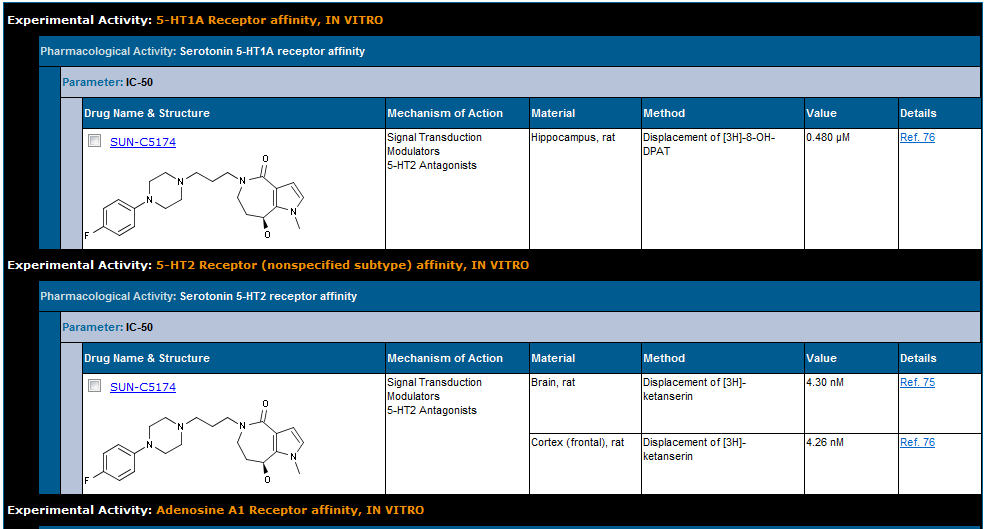 Experimental Activity: 5-HT1A Receptor affinity, IN VITRO
Pharmacological Activity: Serotonin 5-HT1A receptor affinity
Parameter: IC-50
Drug Name & Structure Mechanism of Action Material Method Value Details
SUN-C5174
Signal Transduction
Modulators
5-HT2 Antagonists
Hippocampus, rat
Displacement of [3H]-8-OH-
DPAT
0.480 µM
Ref. 76
O
N
N
N
N
F
O
Experimental Activity: 5-HT2 Receptor (nonspecified subtype) affinity, IN VITRO
Pharmacological Activity: Serotonin 5-HT2 receptor affinity
Parameter: IC-50
Drug Name & Structure Mechanism of Action Material Method Value Details
SUN-C5174
Signal Transduction
Modulators
5-HT2 Antagonists
Brain, rat
Displacement of [3H]-
ketanserin
4.30 nM
Ref. 75
O
N
N
N
N
F
O
Cortex (frontal), rat
Displacement of [3H]-
ketanserin
4.26 nM
Ref. 76
Experimental Activity: Adenosine A1 Receptor affinity, IN VITRO